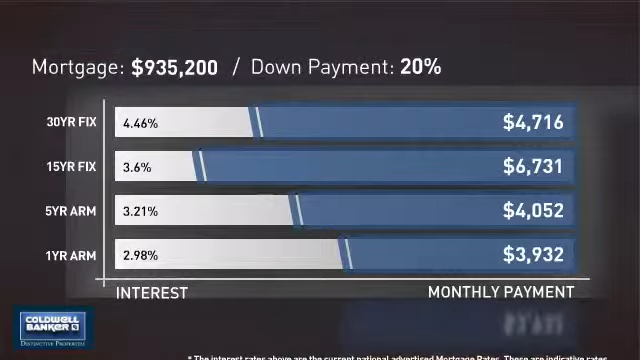 Mortgage: $935,200 / Down Payment: 20%
30YR FIX 4.46% $4,716
15YR FIX 3.6% $6,731
5YR ARM 3.21% $4,052
1YR ARM 2.98% $3,932
INTEREST MONTHLY PAYMENT
COLDWELL
BANKER
DISTINCTIVE PROPERTIES
* The interest rates above are the current national advertised Mortgage Rates. These are indicative rates